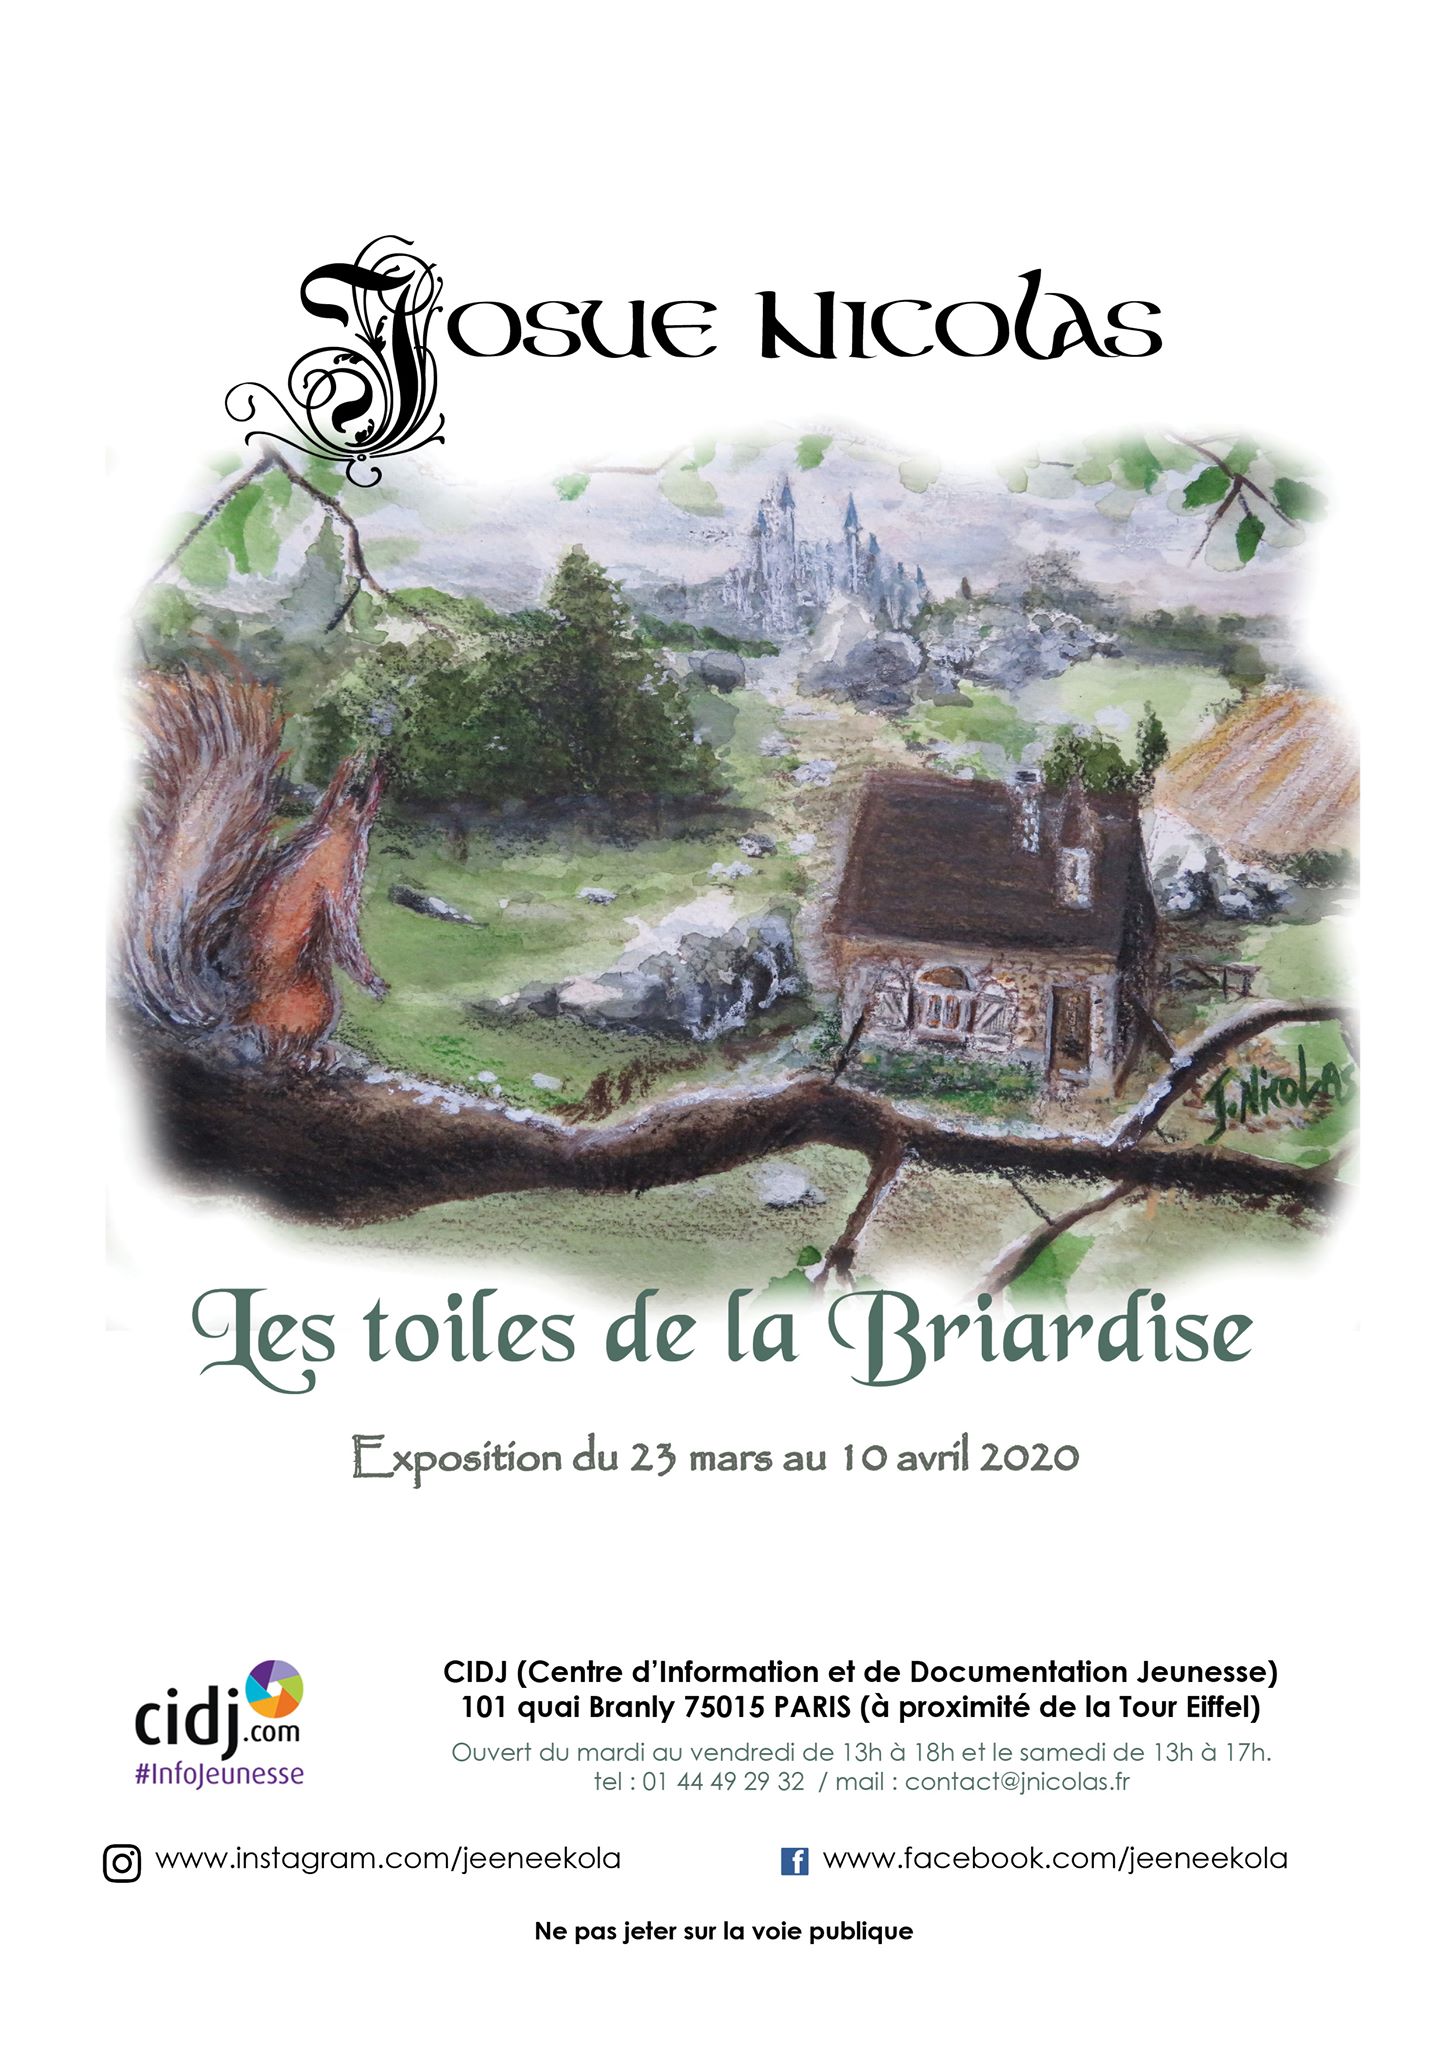 Josue Nicolas
J. Nikolas
Les toiles de la Briardise
Exposition du 23 mars au 10 avril 2020
cidj.com
#InfoJeunesse
CIDJ (Centre d’Information et de Documentation Jeunesse)
101 quai Branly 75015 PARIS (à proximité de la Tour Eiffel)
Ouvert du mardi au vendredi de 13h à 18h et le samedi de 13h à 17h.
tel : 01 44 49 29 32 / mail : contact@jnicolas.fr
www.instagram.com/jeeneekola
www.facebook.com/jeeneekola
Ne pas jeter sur la voie publique